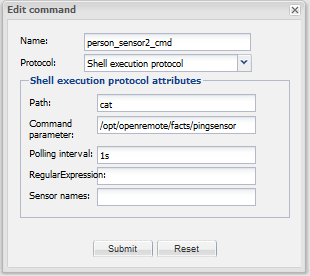 Edit command
Name: person_sensor2_cmd
Protocol: Shell execution protocol
Shell execution protocol attributes
Path: cat
Command parameter: /opt/openremote/facts/pingsensor
Polling interval: 1s
RegularExpression:
Sensor names:
Submit Reset